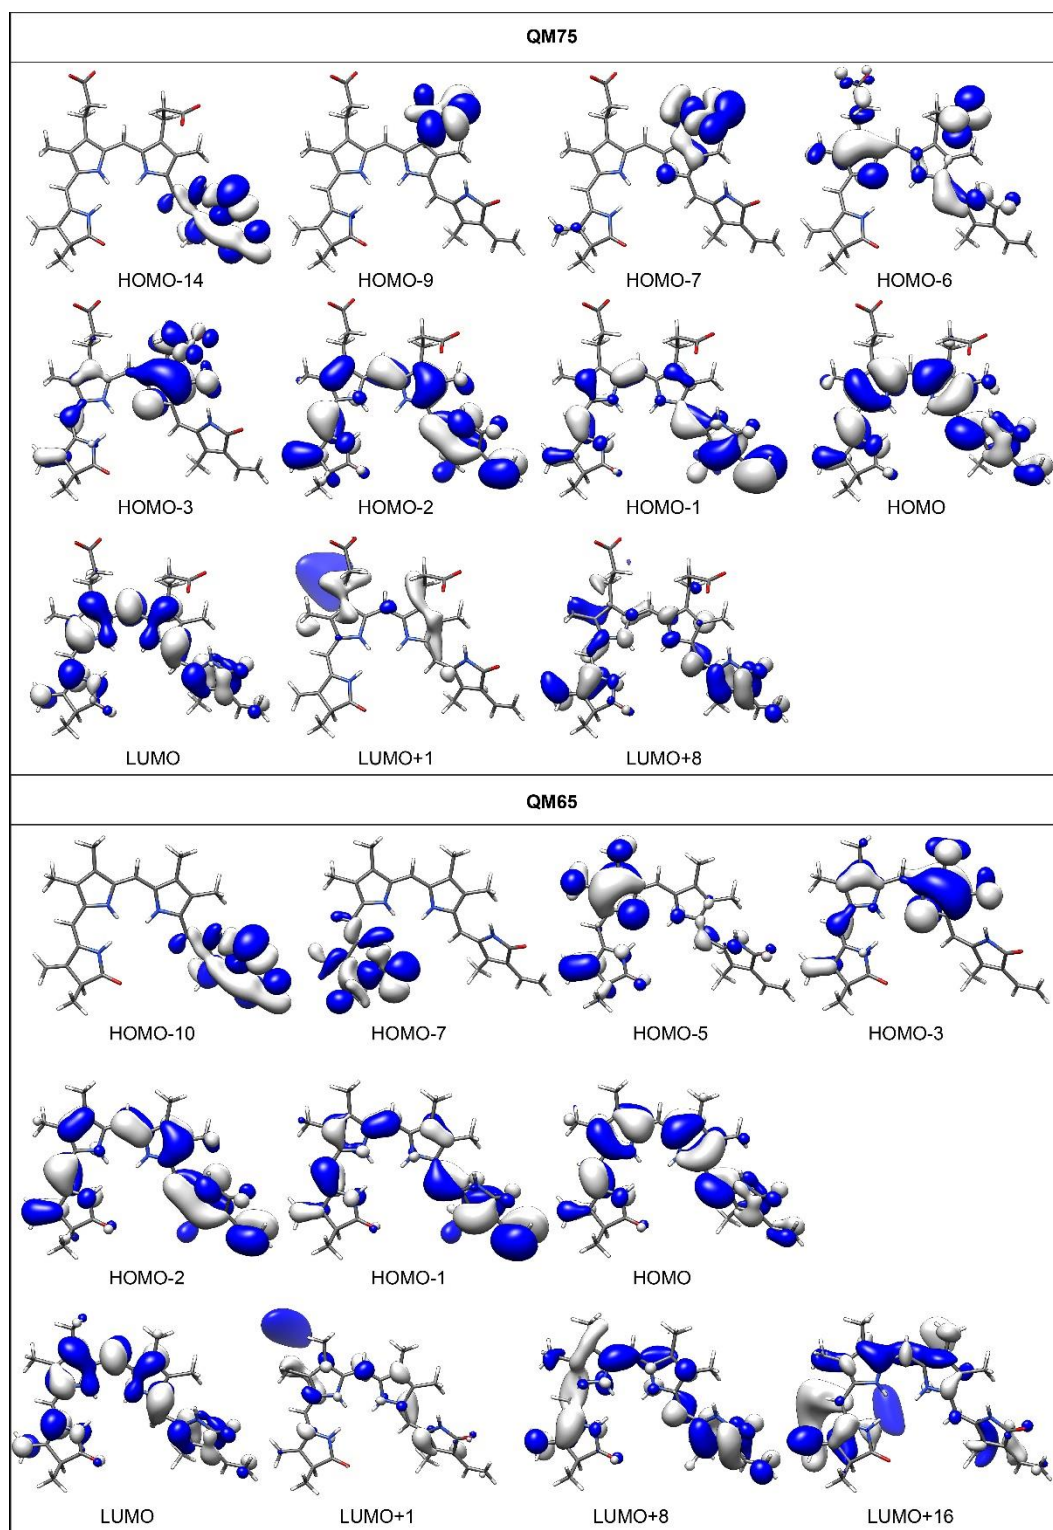 QM75
HOMO-14 HOMO-9 HOMO-7 HOMO-6
HOMO-3 HOMO-2 HOMO-1 HOMO
LUMO LUMO+1 LUMO+8
QM65
HOMO-10 HOMO-7 HOMO-5 HOMO-3
HOMO-2 HOMO-1 HOMO
LUMO LUMO+1 LUMO+8 LUMO+16